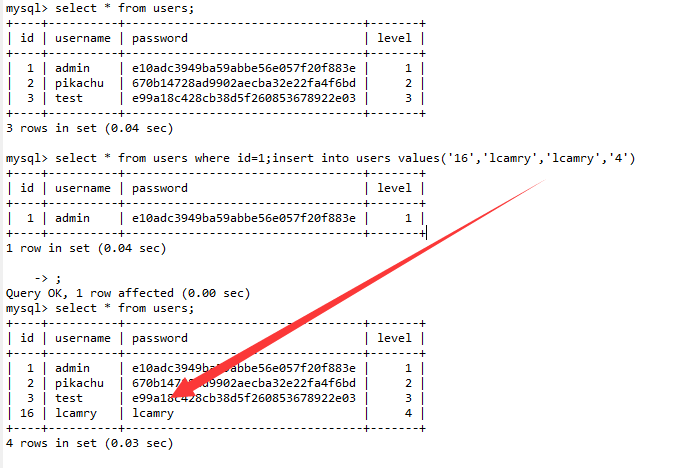 mysql> select * from users;
+----+----------+----------------------------------+-------+
| id | username | password                         | level |
+----+----------+----------------------------------+-------+
|  1 | admin    | e10adc3949ba59abbe56e057f20f883e |     1 |
|  2 | pikachu  | 670b14728ad9902aecba32e22fa4f6bd |     2 |
|  3 | test     | e99a18c428cb38d5f260853678922e03 |     3 |
+----+----------+----------------------------------+-------+
3 rows in set (0.04 sec)
mysql> select * from users where id=1;insert into users values('16','lcamry','lcamry','4')
+----+----------+----------------------------------+-------+
| id | username | password                         | level |
+----+----------+----------------------------------+-------+
|  1 | admin    | e10adc3949ba59abbe56e057f20f883e |     1 |
+----+----------+----------------------------------+-------+
1 row in set (0.04 sec)
    -> ;
Query OK, 1 row affected (0.00 sec)
mysql> select * from users;
+----+----------+----------------------------------+-------+
| id | username | password                         | level |
+----+----------+----------------------------------+-------+
|  1 | admin    | e10adc3949ba59abbe56e057f20f883e |     1 |
|  2 | pikachu  | 670b14728ad9902aecba32e22fa4f6bd |     2 |
|  3 | test     | e99a18c428cb38d5f260853678922e03 |     3 |
| 16 | lcamry   | lcamry                           |     4 |
+----+----------+----------------------------------+-------+
4 rows in set (0.03 sec)